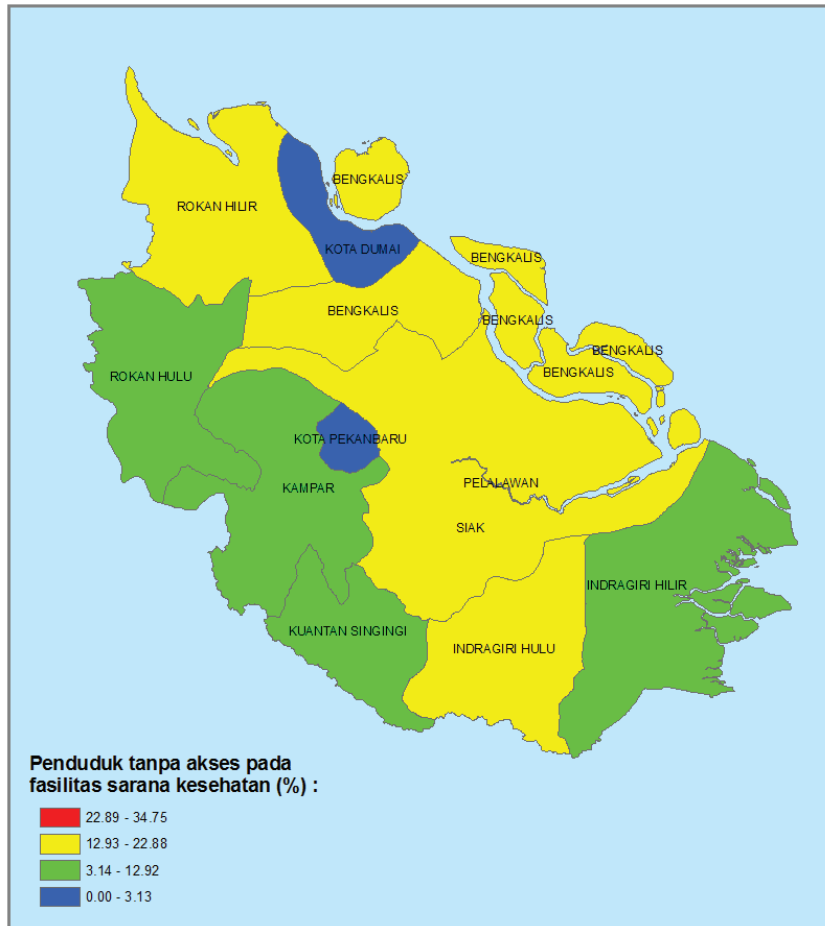 BENGKALIS
ROKAN HILIR
KOTA DUMAI
BENGKALIS
BENGKALIS
BENGKALIS
BENGKALIS
BENGKALIS
ROKAN HULU
KOTA PEKANBARU
KAMPAR
PELALAWAN
SIAK
INDRAGIRI HILIR
KUANTAN SINGINGI
INDRAGIRI HULU
Penduduk tanpa akses pada
fasilitas sarana kesehatan (%) :
22.89 - 34.75
12.93 - 22.88
3.14 - 12.92
0.00 - 3.13